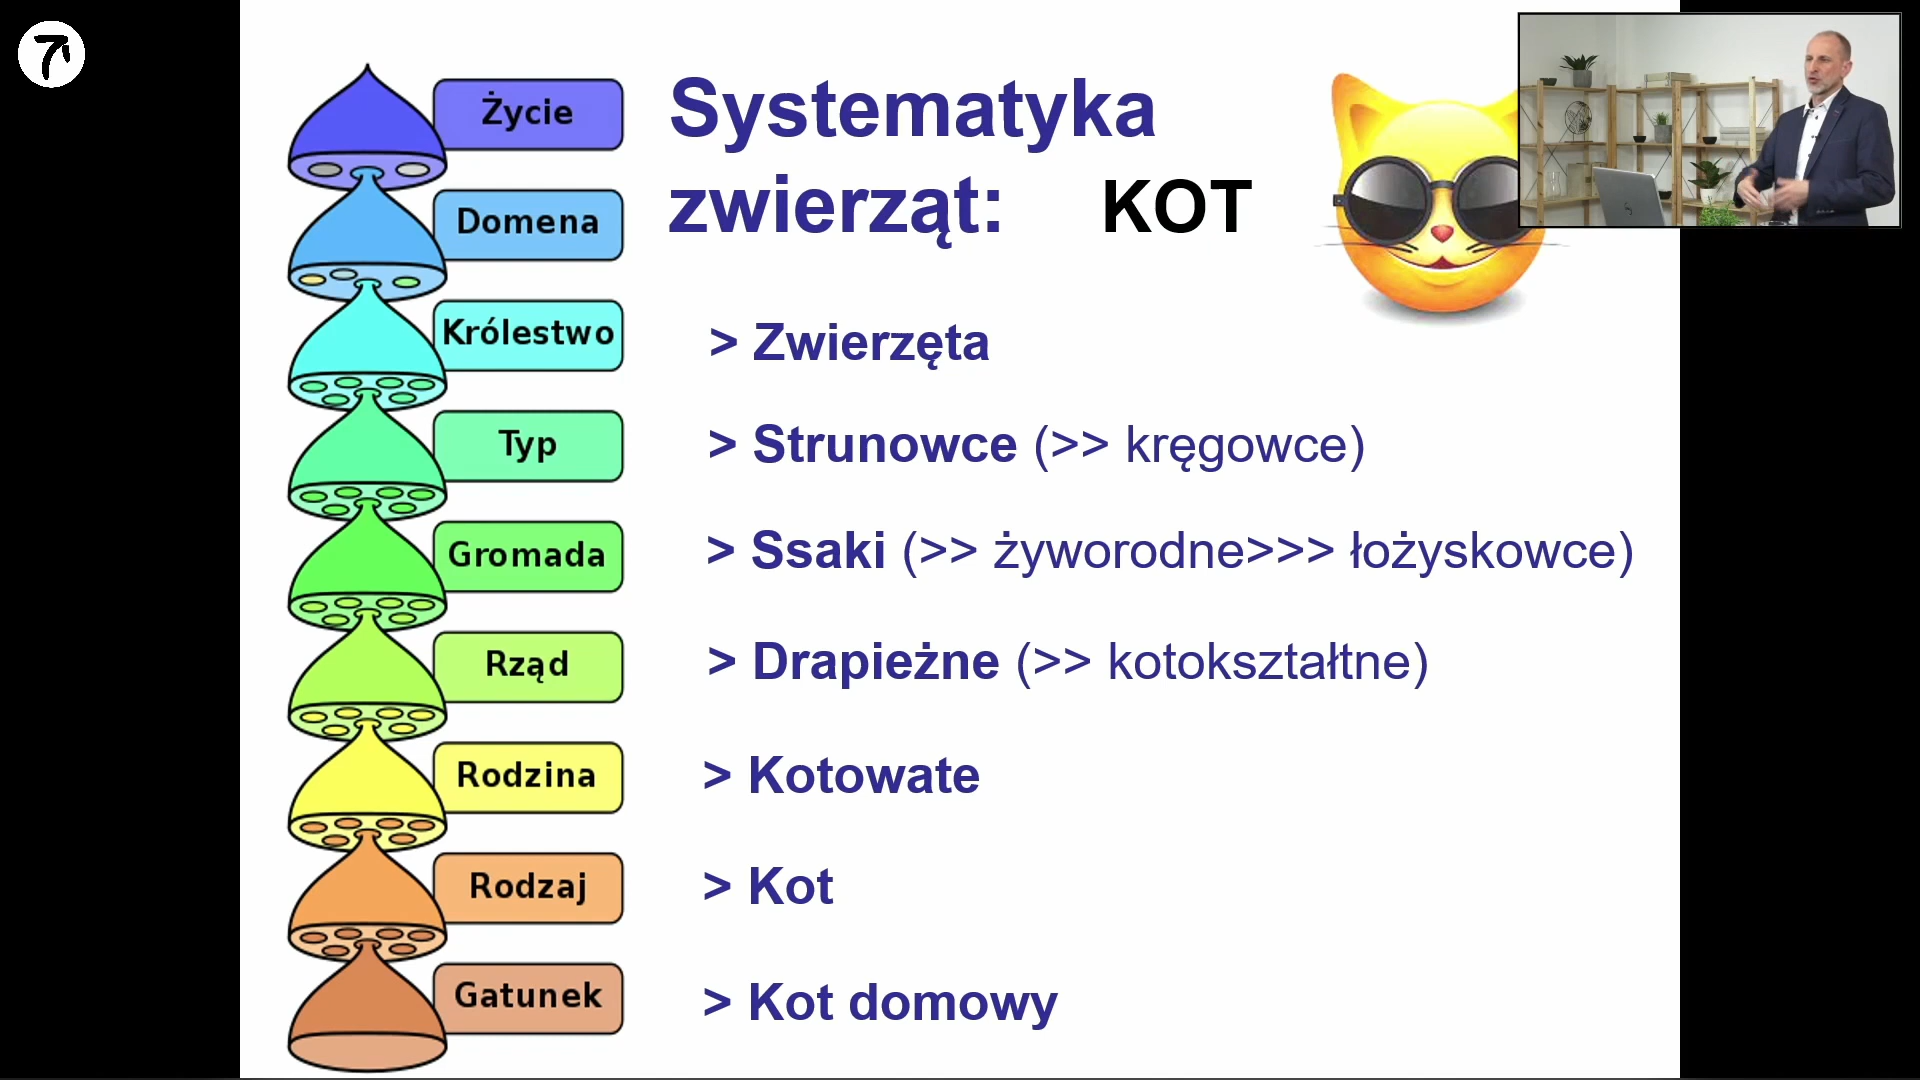 Systematyka
zwierząt: KOT
Życie
Domena
Królestwo
> Zwierzęta
Typ
> Strunowce (>> kręgowce)
Gromada
> Ssaki (>> żyworodne>>> łożyskowce)
Rząd
> Drapieżne (>> kotokształtne)
Rodzina
> Kotowate
Rodzaj
> Kot
Gatunek
> Kot domowy